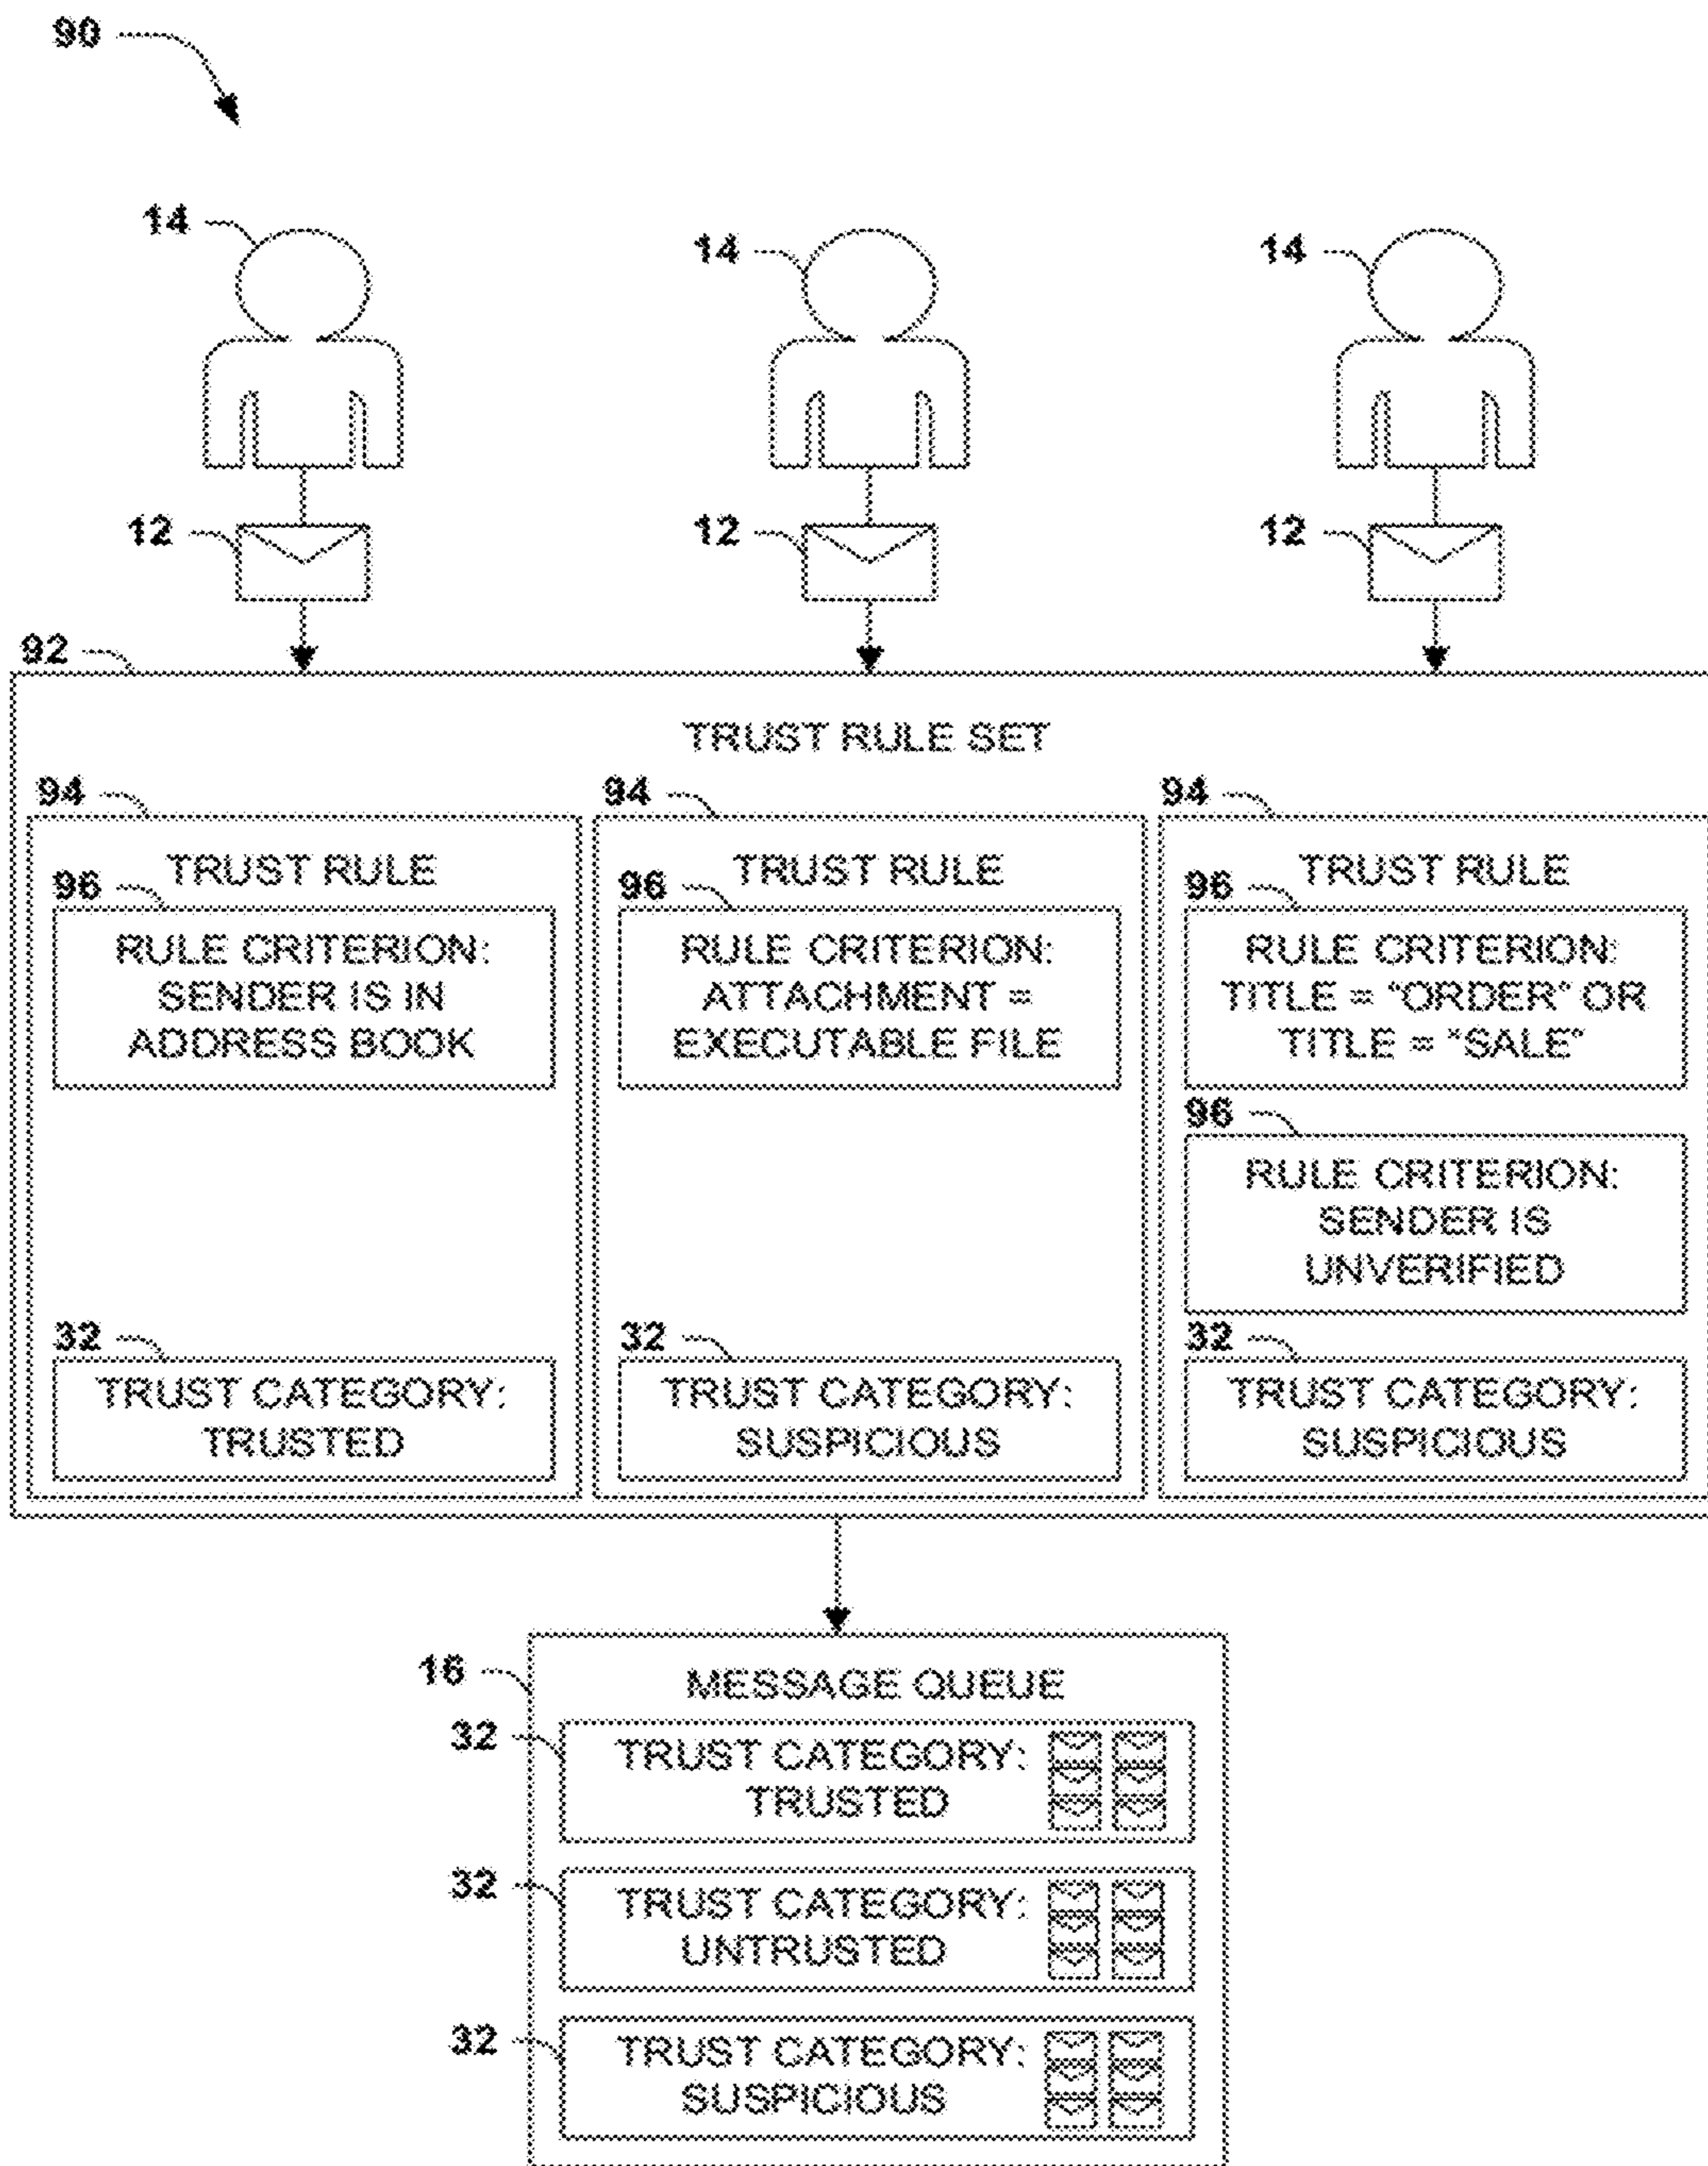 90
14
14
14
12
12
12
92
TRUST RULE SET
94
TRUST RULE
96
RULE CRITERION:
SENDER IS IN
ADDRESS BOOK
32
TRUST CATEGORY:
TRUSTED
94
TRUST RULE
96
RULE CRITERION:
ATTACHMENT =
EXECUTABLE FILE
32
TRUST CATEGORY:
SUSPICIOUS
94
TRUST RULE
96
RULE CRITERION:
TITLE = "ORDER" OR
TITLE = "SALE"
96
RULE CRITERION:
SENDER IS
UNVERIFIED
32
TRUST CATEGORY:
SUSPICIOUS
16
MESSAGE QUEUE
32
TRUST CATEGORY:
TRUSTED
32
TRUST CATEGORY:
UNTRUSTED
32
TRUST CATEGORY:
SUSPICIOUS